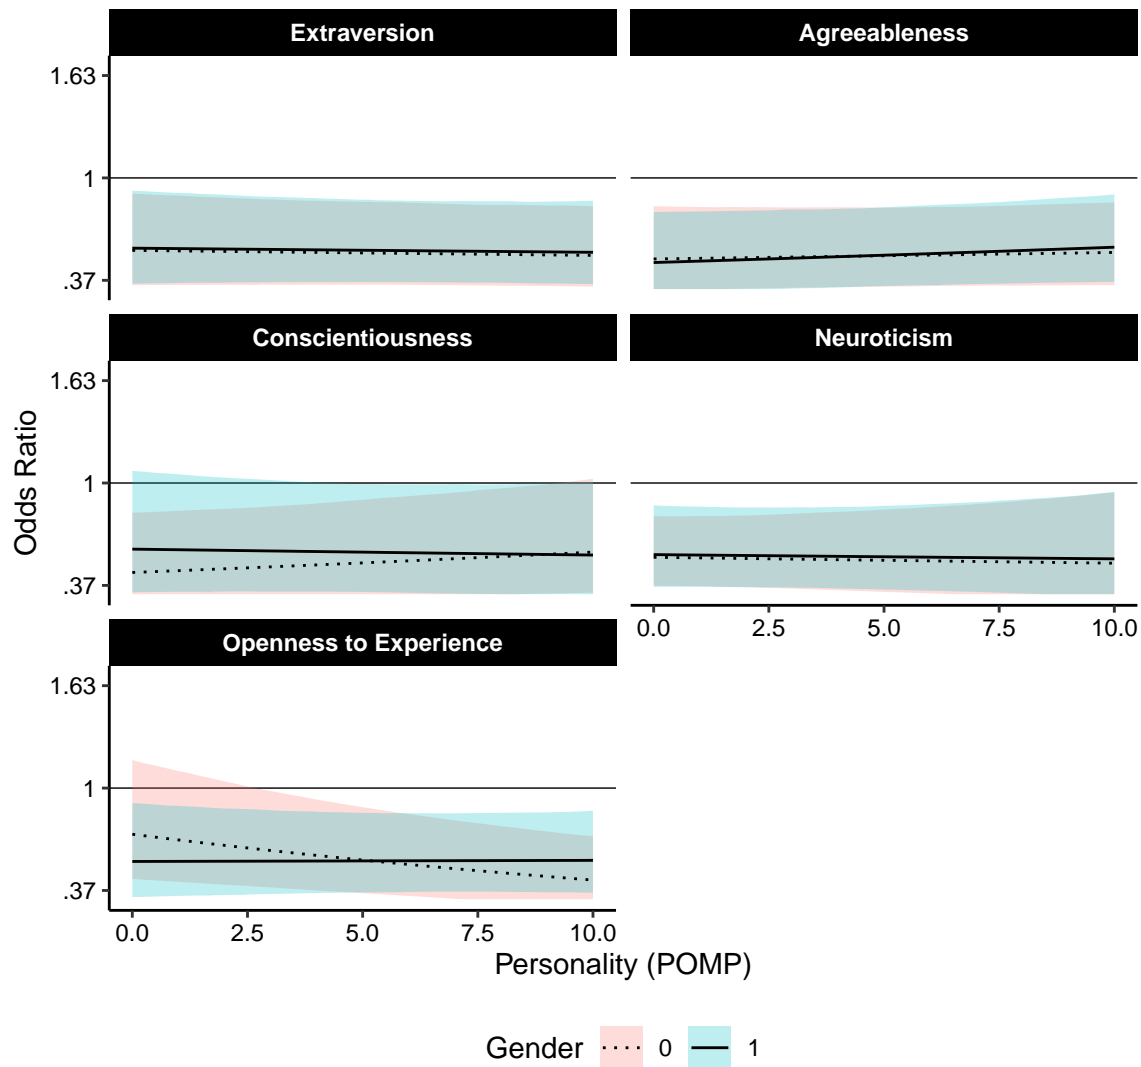 Extraversion
Agreeableness
1.63
1
.37
Conscientiousness
Neuroticism
1.63
1
.37
0.0 2.5 5.0 7.5 10.0
Openness to Experience
1.63
1
.37
0.0 2.5 5.0 7.5 10.0
Odds Ratio
Personality (POMP)
Gender 0 1